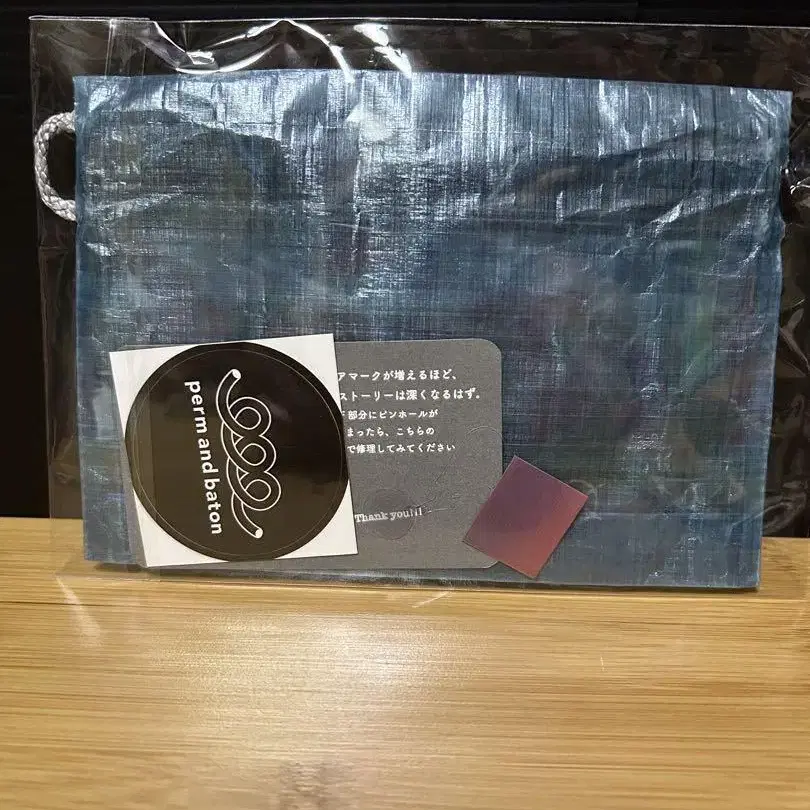 perm and baton
アマークが増えるほど、
ストーリーは深くなるはず。
部分にピンホールが
まったら、こちらの
で修理してみてください
Thank you!!!